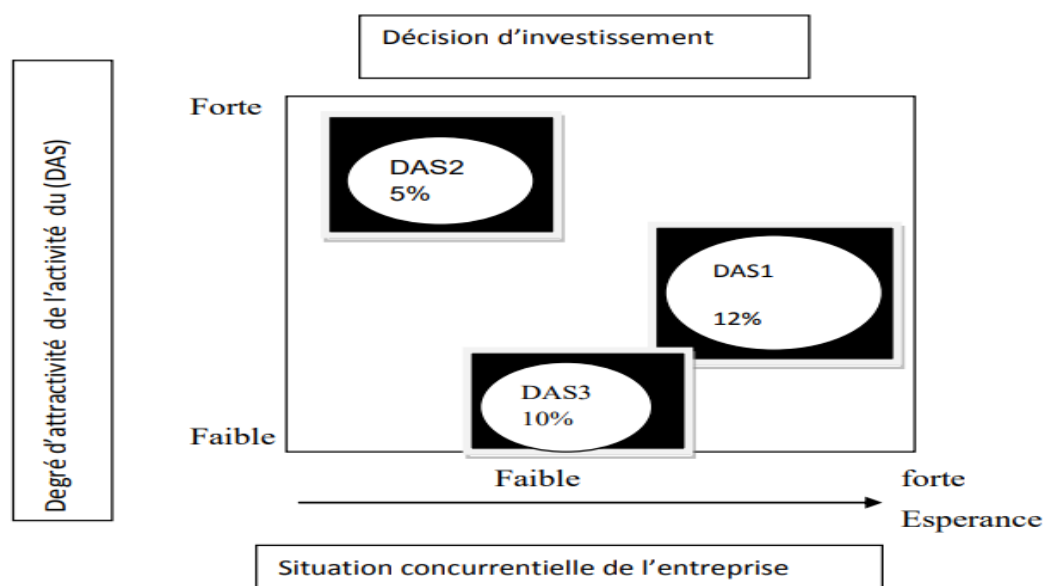 Décision d’investissement
Degré d’attractivité de l’activité du (DAS)
Forte
DAS2
5%
DAS1
12%
DAS3
10%
Faible
Faible
forte
Esperance
Situation concurrentielle de l’entreprise